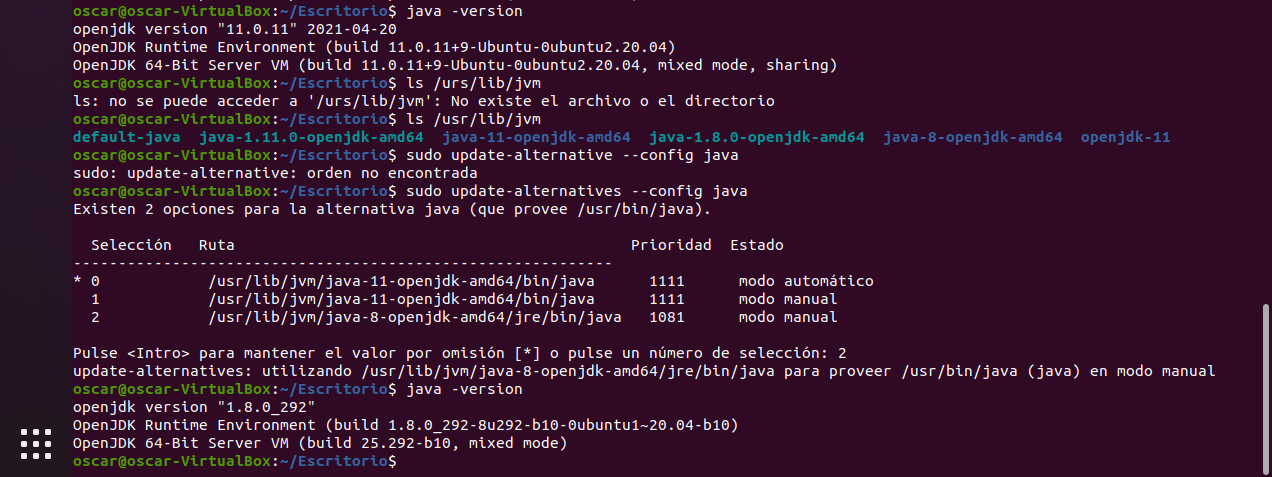 oscar@oscar-VirtualBox:~/Escritorio$ java -version
openjdk version "11.0.11" 2021-04-20
OpenJDK Runtime Environment (build 11.0.11+9-Ubuntu-0ubuntu2.20.04)
OpenJDK 64-Bit Server VM (build 11.0.11+9-Ubuntu-0ubuntu2.20.04, mixed mode, sharing)
oscar@oscar-VirtualBox:~/Escritorio$ ls /urs/lib/jvm
ls: no se puede acceder a '/urs/lib/jvm': No existe el archivo o el directorio
oscar@oscar-VirtualBox:~/Escritorio$ ls /usr/lib/jvm
default-java  java-1.11.0-openjdk-amd64  java-11-openjdk-amd64  java-1.8.0-openjdk-amd64  java-8-openjdk-amd64  openjdk-11
oscar@oscar-VirtualBox:~/Escritorio$ sudo update-alternative --config java
sudo: update-alternative: orden no encontrada
oscar@oscar-VirtualBox:~/Escritorio$ sudo update-alternatives --config java
Existen 2 opciones para la alternativa java (que provee /usr/bin/java).
  Selección   Ruta                                            Prioridad  Estado
------------------------------------------------------------
* 0            /usr/lib/jvm/java-11-openjdk-amd64/bin/java      1111      modo automático
  1            /usr/lib/jvm/java-11-openjdk-amd64/bin/java      1111      modo manual
  2            /usr/lib/jvm/java-8-openjdk-amd64/jre/bin/java   1081      modo manual
Pulse <Intro> para mantener el valor por omisión [*] o pulse un número de selección: 2
update-alternatives: utilizando /usr/lib/jvm/java-8-openjdk-amd64/jre/bin/java para proveer /usr/bin/java (java) en modo manual
oscar@oscar-VirtualBox:~/Escritorio$ java -version
openjdk version "1.8.0_292"
OpenJDK Runtime Environment (build 1.8.0_292-8u292-b10-0ubuntu1~20.04-b10)
OpenJDK 64-Bit Server VM (build 25.292-b10, mixed mode)
oscar@oscar-VirtualBox:~/Escritorio$